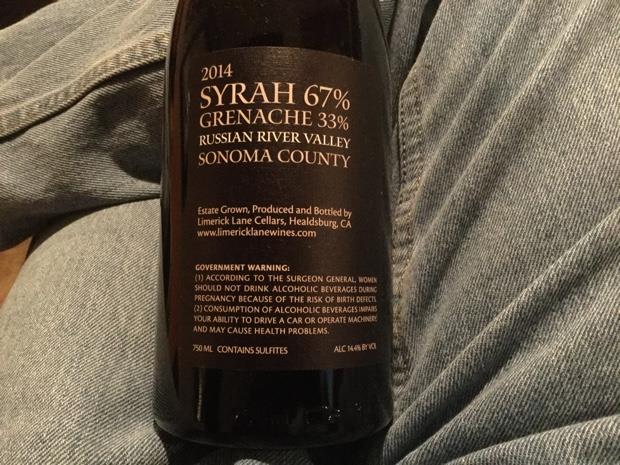 2014
SYRAH 67%
GRENACHE 33%
RUSSIAN RIVER VALLEY
SONOMA COUNTY
Estate Grown, Produced and Bottled by
Limerick Lane Cellars, Healdsburg, CA
www.limericklanewines.com
GOVERNMENT WARNING:
(1) ACCORDING TO THE SURGEON GENERAL, WOMEN
SHOULD NOT DRINK ALCOHOLIC BEVERAGES DURING
PREGNANCY BECAUSE OF THE RISK OF BIRTH DEFECTS.
(2) CONSUMPTION OF ALCOHOLIC BEVERAGES IMPAIRS
YOUR ABILITY TO DRIVE A CAR OR OPERATE MACHINERY,
AND MAY CAUSE HEALTH PROBLEMS.
750 ML CONTAINS SULFITES ALC 14.4% BY VOL